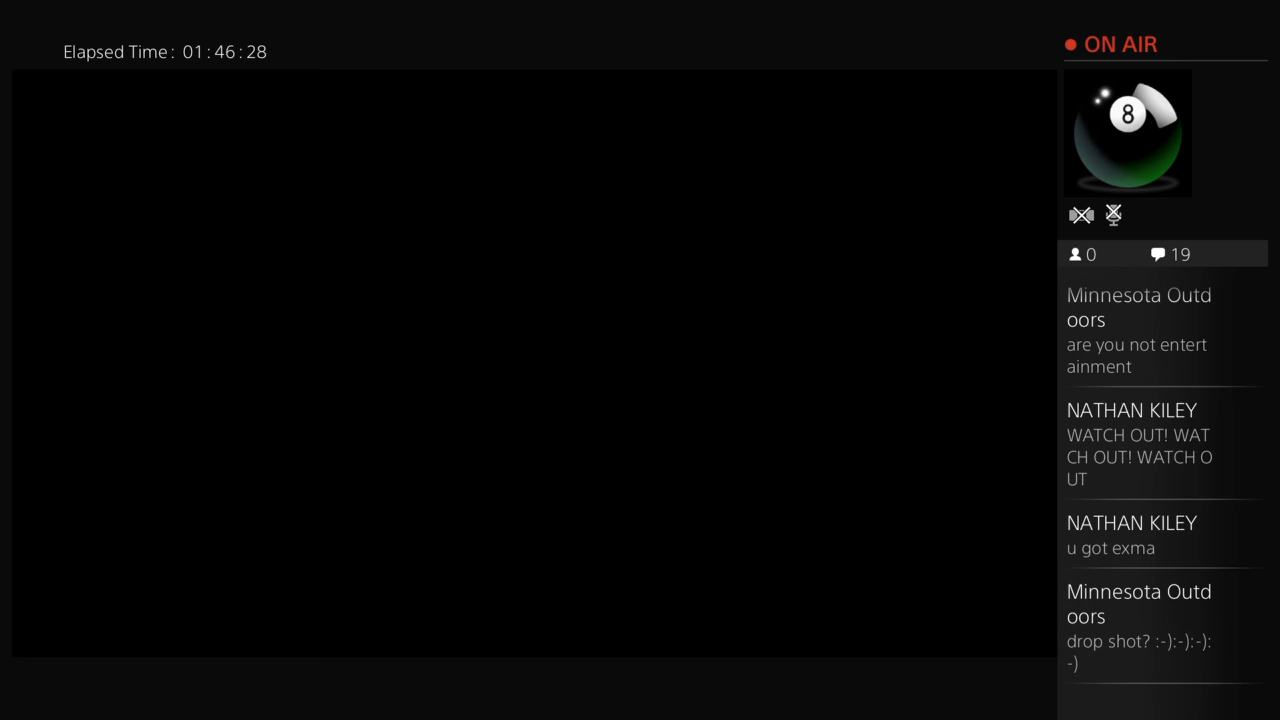 Elapsed Time: 01:46:28
ON AIR
8
0 19
Minnesota Outd
oors
are you not entert
ainment
NATHAN KILEY
WATCH OUT! WAT
CH OUT! WATCH O
UT
NATHAN KILEY
u got exma
Minnesota Outd
oors
drop shot? :-):-):-):
-)